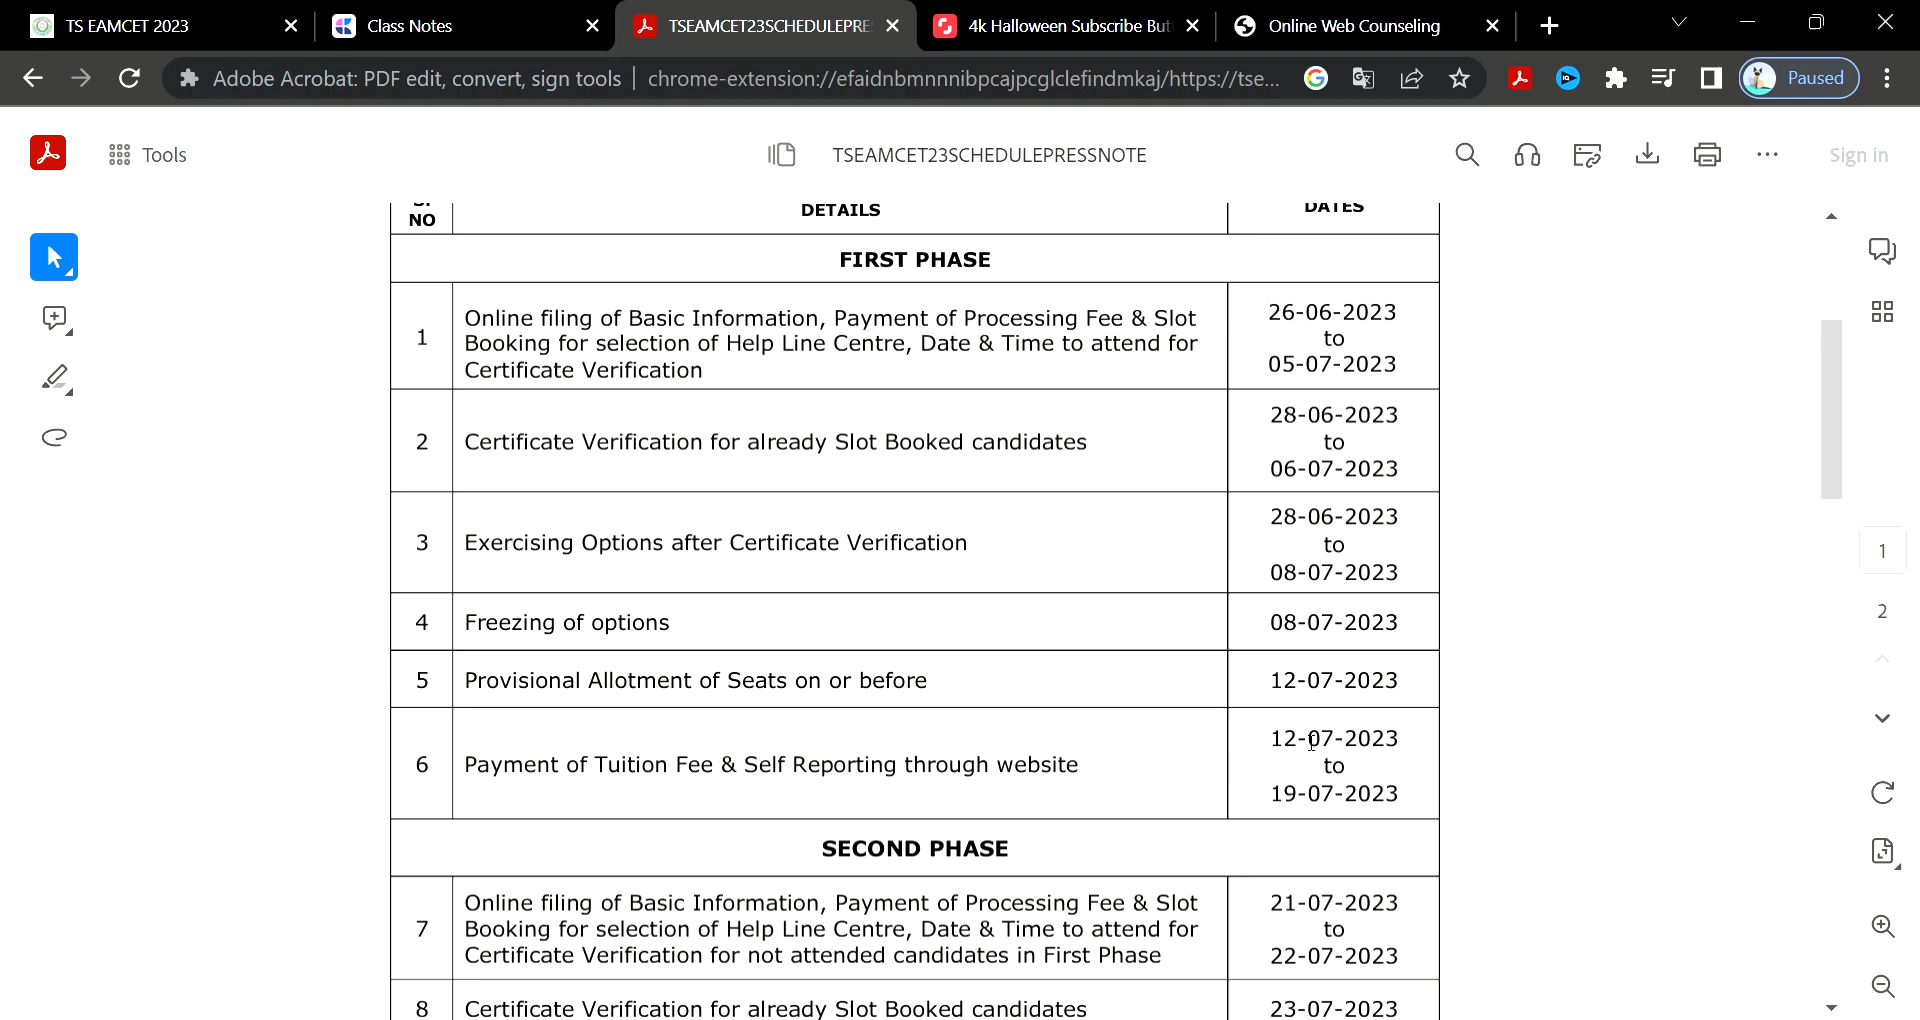 TS EAMCET 2023
Class Notes
TSEAMCET23SCHEDULEPRE
4k Halloween Subscribe But
Online Web Counseling
Adobe Acrobat: PDF edit, convert, sign tools
chrome-extension://efaidnbmnnnibpcajpcglclefindmkaj/https://tse...
Paused
Tools
TSEAMCET23SCHEDULEPRESSNOTE
Sign in
NO
DETAILS
DATES
FIRST PHASE
1
Online filing of Basic Information, Payment of Processing Fee & Slot
Booking for selection of Help Line Centre, Date & Time to attend for
Certificate Verification
26-06-2023
to
05-07-2023
2
Certificate Verification for already Slot Booked candidates
28-06-2023
to
06-07-2023
3
Exercising Options after Certificate Verification
28-06-2023
to
08-07-2023
4
Freezing of options
08-07-2023
5
Provisional Allotment of Seats on or before
12-07-2023
6
Payment of Tuition Fee & Self Reporting through website
12-07-2023
to
19-07-2023
SECOND PHASE
7
Online filing of Basic Information, Payment of Processing Fee & Slot
Booking for selection of Help Line Centre, Date & Time to attend for
Certificate Verification for not attended candidates in First Phase
21-07-2023
to
22-07-2023
8
Certificate Verification for already Slot Booked candidates
23-07-2023
1
2